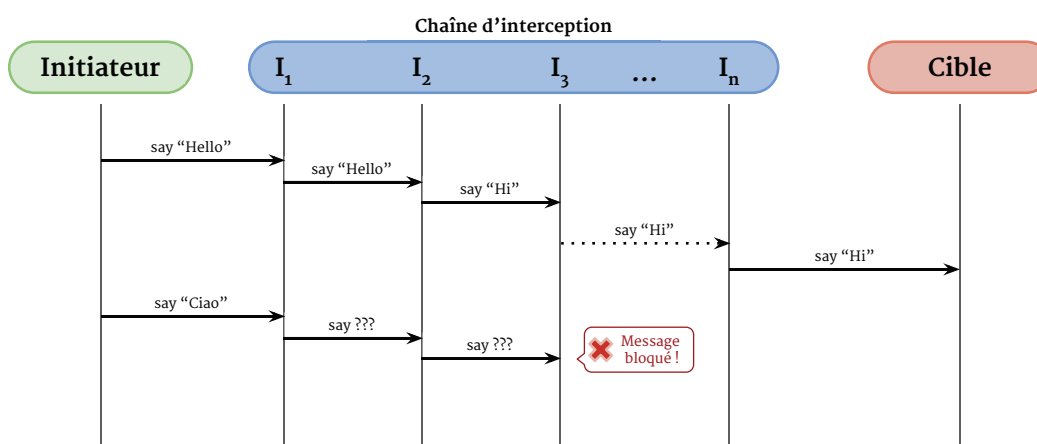 Chaîne d’interception
Initiateur
I1
I2
I3
...
In
Cible
say “Hello”
say “Hello”
say “Hi”
say “Hi”
say “Hi”
say “Ciao”
say ???
say ???
Message
bloqué !